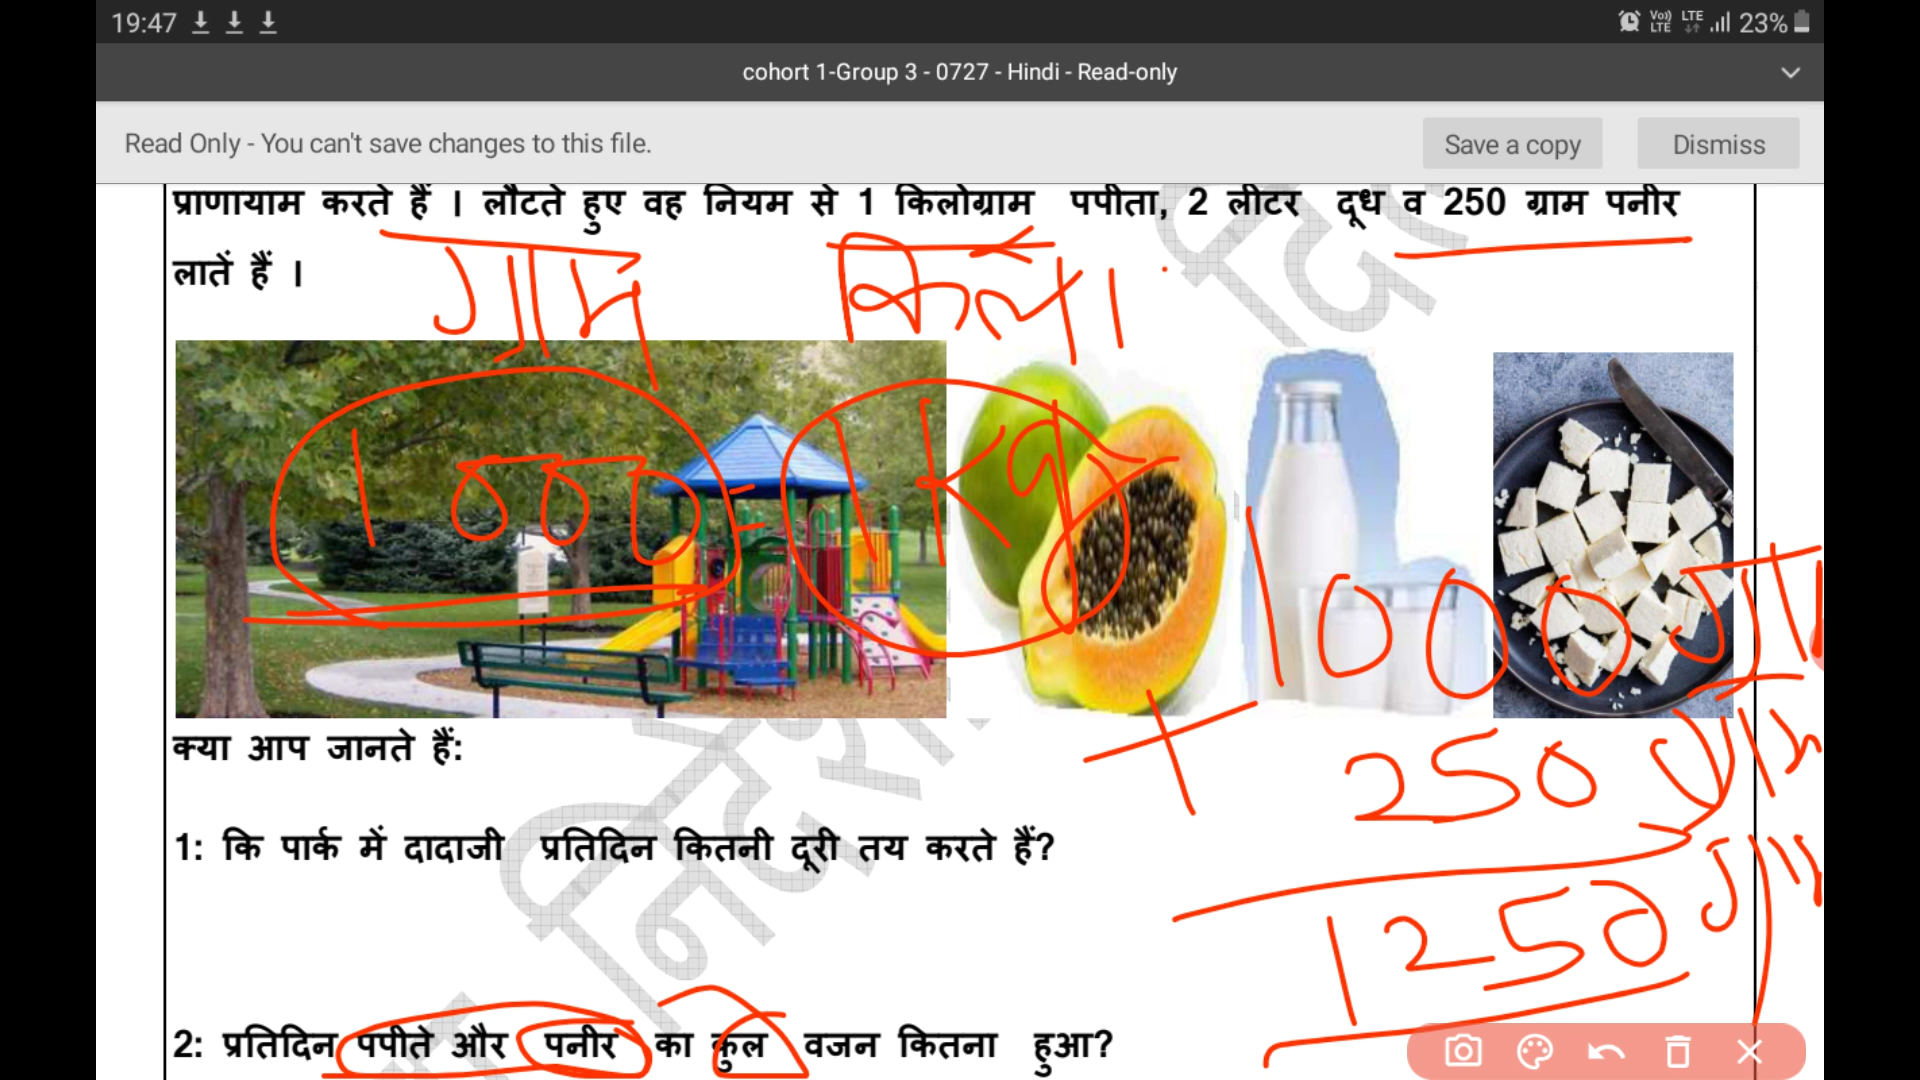 19:47
VoLTE LTE 23%
cohort 1-Group 3 - 0727 - Hindi - Read-only
Read Only - You can't save changes to this file.
Save a copy
Dismiss
प्राणायाम करते हैं । लौटते हुए वह नियम से 1 किलोग्राम पपीता, 2 लीटर दूध व 250 ग्राम पनीर
लातें हैं ।
1000 = 1 kg
1000
+ 250
1250
क्या आप जानते हैं:
1: कि पार्क में दादाजी प्रतिदिन कितनी दूरी तय करते हैं?
2: प्रतिदिन पपीते और पनीर का कुल वजन कितना हुआ?